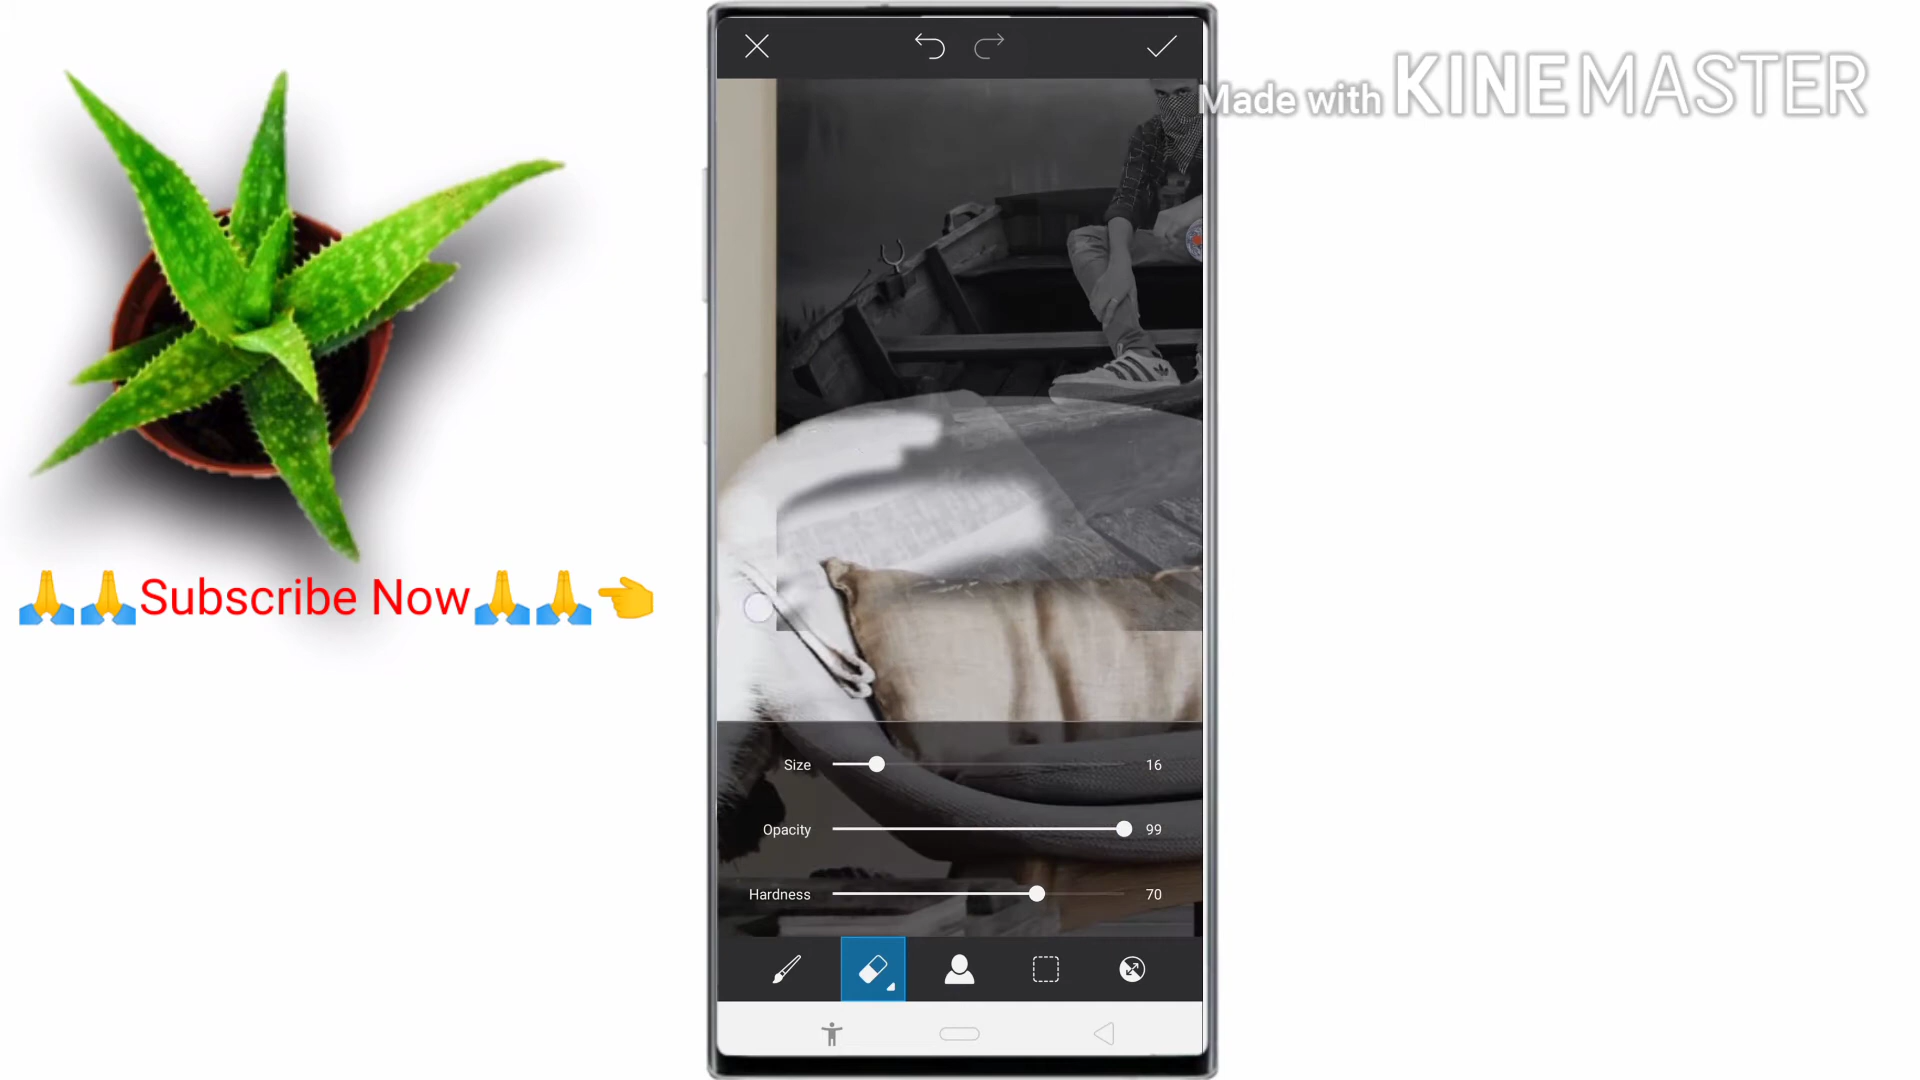 Made with KINEMASTER
🙏🙏Subscribe Now🙏🙏👈
Size 16
Opacity 99
Hardness 70